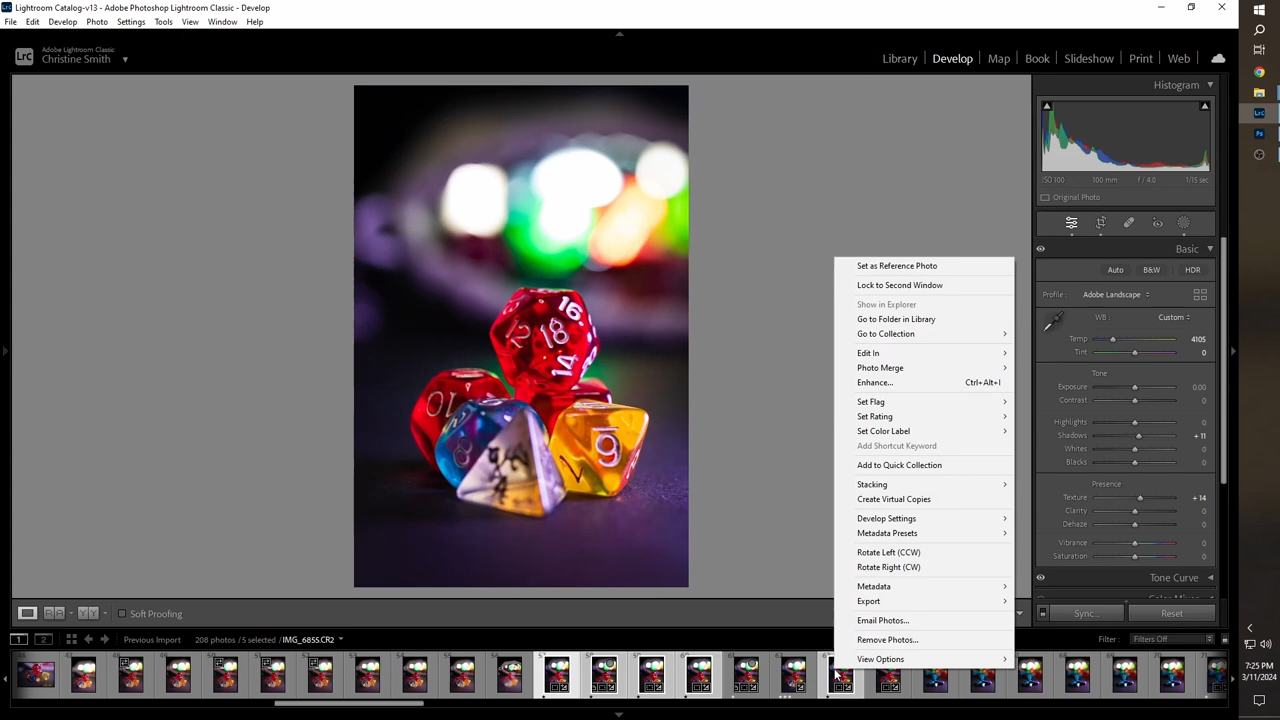 Lightroom Catalog-v13 - Adobe Photoshop Lightroom Classic - Develop
File Edit Develop Photo Settings Tools View Window Help
Lrc Adobe Lightroom Classic
Christine Smith
Library Develop Map Book Slideshow Print Web
Histogram
ISO 100 100 mm f / 4.0 1/15 sec
Original Photo
Basic
Auto B&W HDR
Profile : Adobe Landscape
WB : Custom
Temp 4105
Tint 0
Tone
Exposure 0.00
Contrast 0
Highlights 0
Shadows + 11
Whites 0
Blacks 0
Presence
Texture + 14
Clarity 0
Dehaze 0
Vibrance 0
Saturation 0
Tone Curve
Sync... Reset
Set as Reference Photo
Lock to Second Window
Show in Explorer
Go to Folder in Library
Go to Collection
Edit In
Photo Merge
Enhance... Ctrl+Alt+I
Set Flag
Set Rating
Set Color Label
Add Shortcut Keyword
Add to Quick Collection
Stacking
Create Virtual Copies
Develop Settings
Metadata Presets
Rotate Left (CCW)
Rotate Right (CW)
Metadata
Export
Email Photos...
Remove Photos...
View Options
16
12 18
14
10
9
Soft Proofing
1 2 Previous Import 208 photos / 5 selected / IMG_6855.CR2 Filter : Filters Off
7:25 PM
3/11/2024